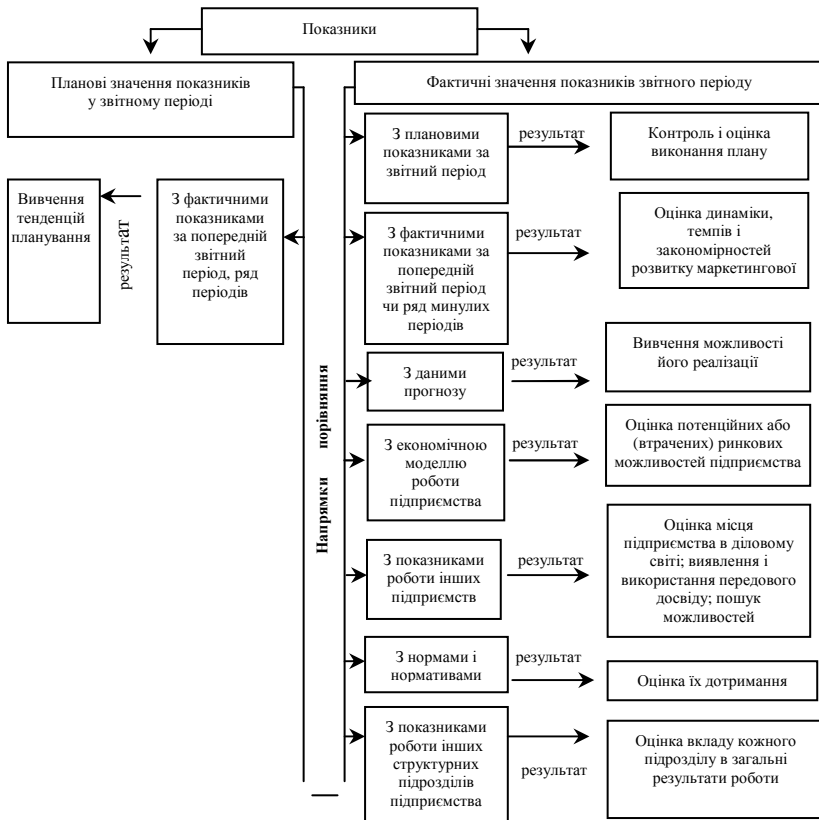 Показники
Планові значення показників
у звітному періоді
Фактичні значення показників звітного періоду
Вивчення
тенденцій
планування
результат
З фактичними
показниками
за попередній
звітний
період, ряд
періодів
Напрямки порівняння
З плановими
показниками за
звітний період
результат
Контроль і оцінка
виконання плану
З фактичними
показниками за
попередній
звітний період
чи ряд минулих
періодів
результат
Оцінка динаміки,
темпів і
закономірностей
розвитку маркетингової
З даними
прогнозу
результат
Вивчення можливості
його реалізації
З економічною
моделлю
роботи
підприємства
результат
Оцінка потенційних або
(втрачених) ринкових
можливостей підприємства
З показниками
роботи інших
підприємств
результат
Оцінка місця
підприємства в діловому
світі; виявлення і
використання передового
досвіду; пошук
можливостей
З нормами і
нормативами
результат
Оцінка їх дотримання
З показниками
роботи інших
структурних
підрозділів
підприємства
результат
Оцінка вкладу кожного
підрозділу в загальні
результати роботи